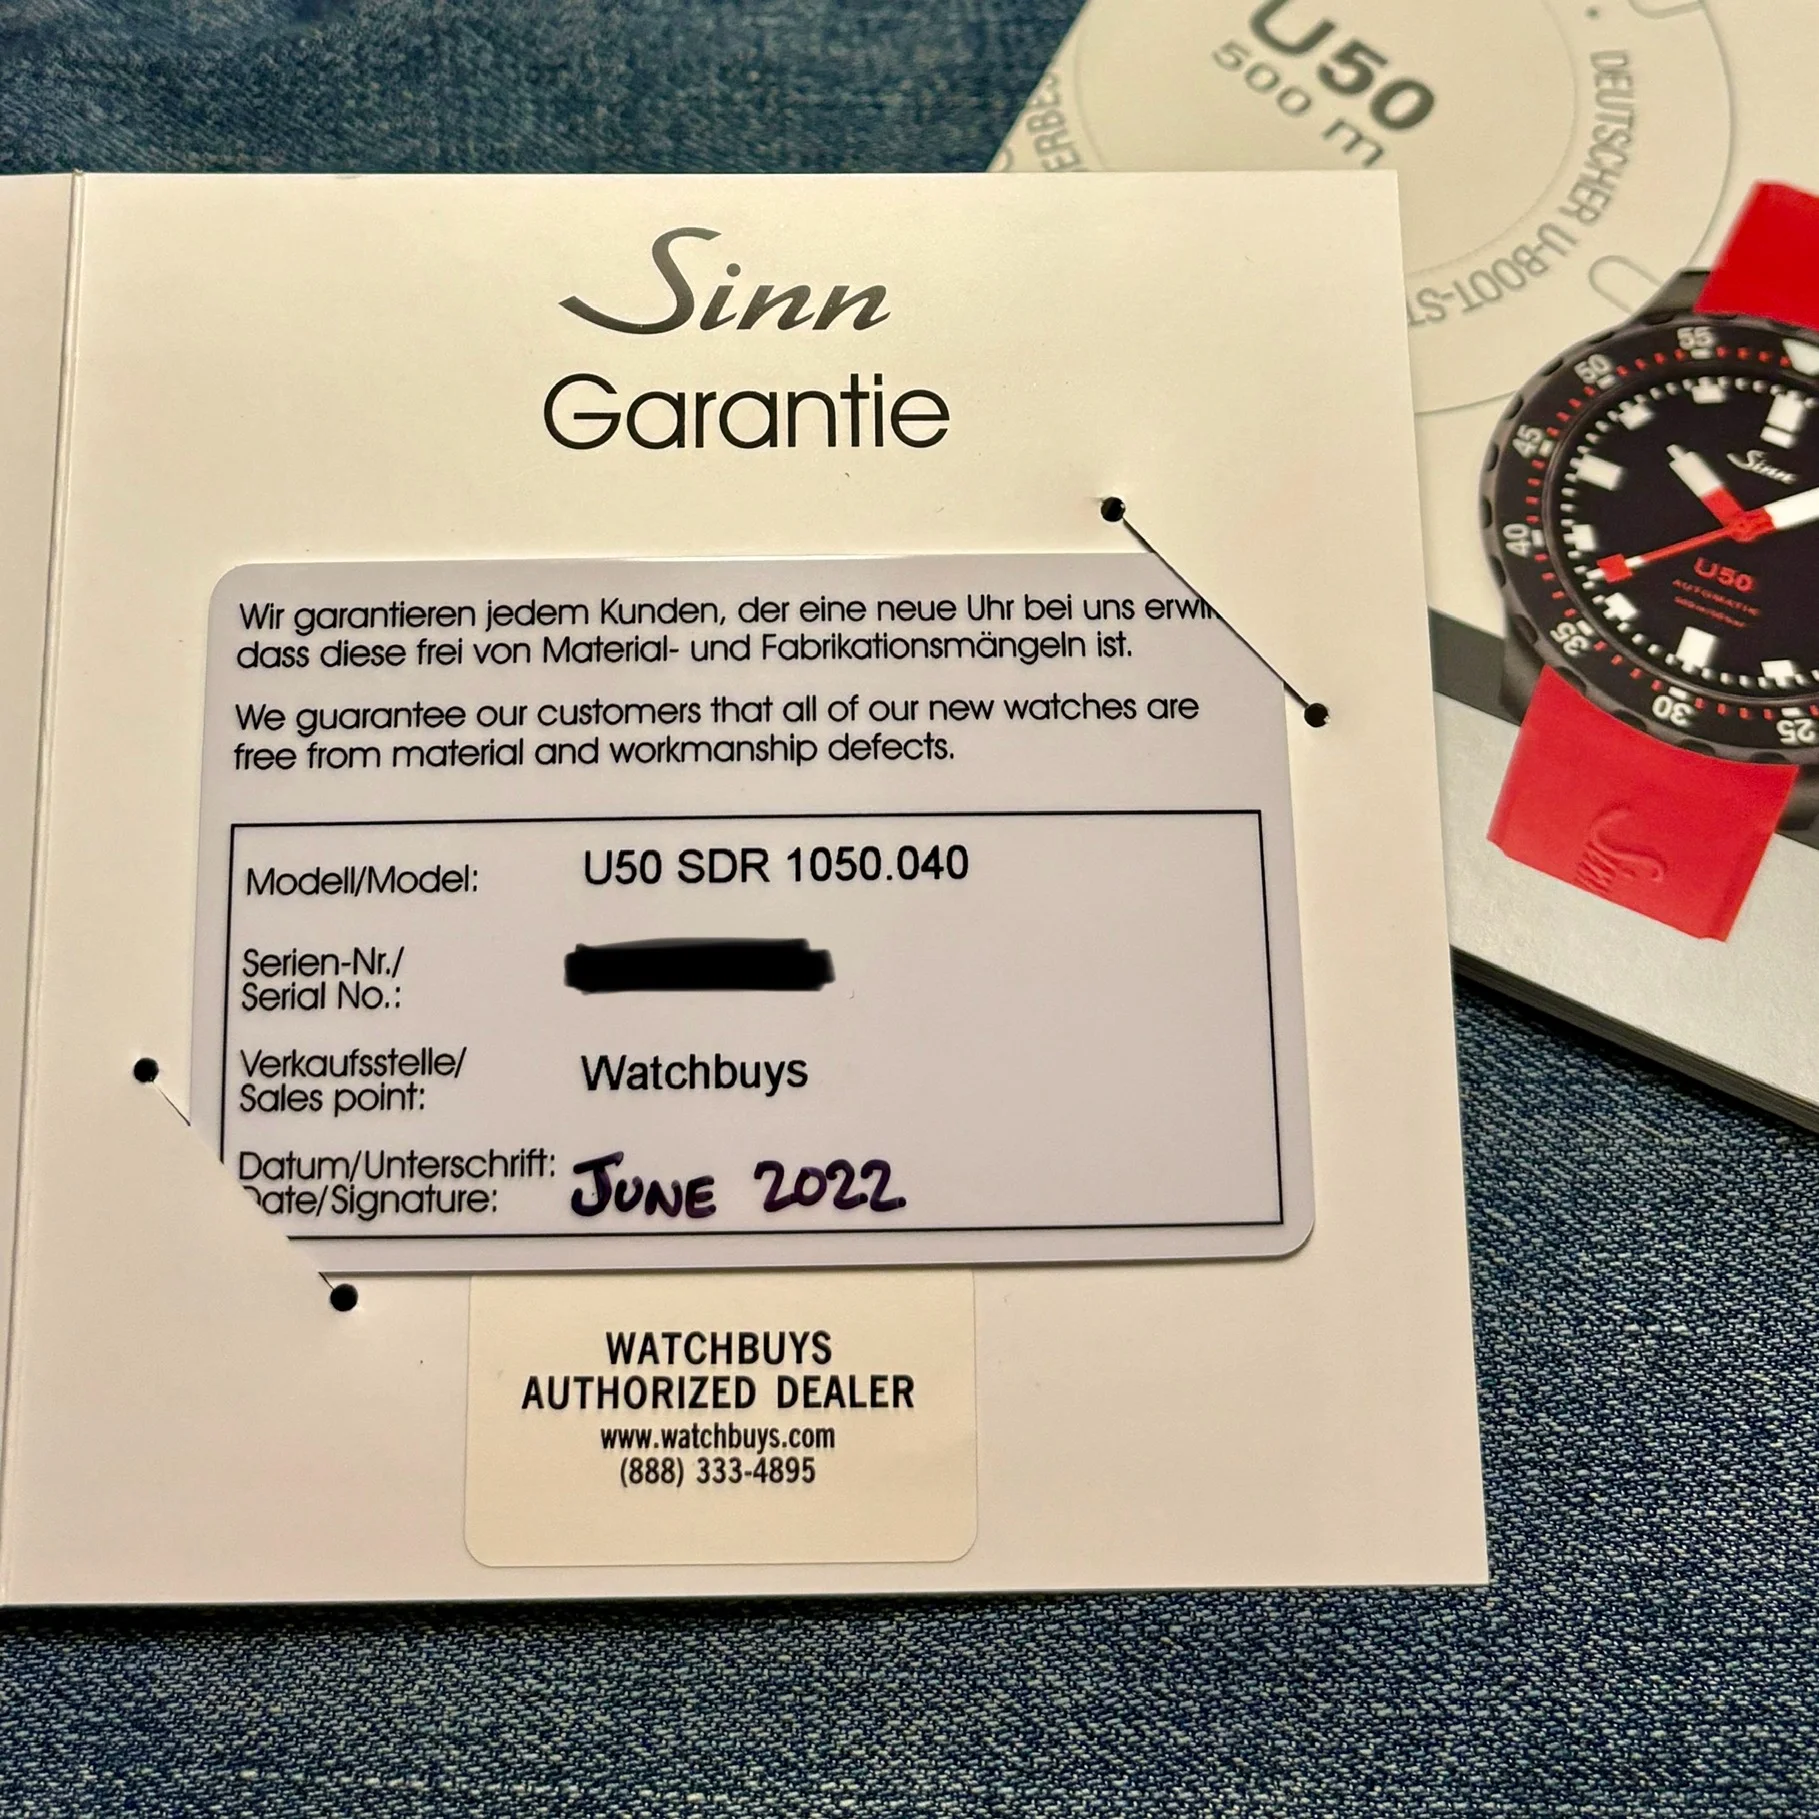 Sinn
Garantie
Wir garantieren jedem Kunden, der eine neue Uhr bei uns
dass diese frei von Material- und Fabrikationsmängeln ist.
We guarantee our customers that all of our new watches are
free from material and workmanship defects.
Modell/Model: U50 SDR 1050.040
Serien-Nr./
Serial No.:
Verkaufsstelle/
Sales point: Watchbuys
Datum/Unterschrift:
Date/Signature: JUNE 2022
WATCHBUYS
AUTHORIZED DEALER
www.watchbuys.com
(888) 333-4895
U50
500 m
• DEUTSCHER U-BOOT-ST
55
50
45
40
35
30
25
Sinn
U50
AUTOMATIC
Sinn